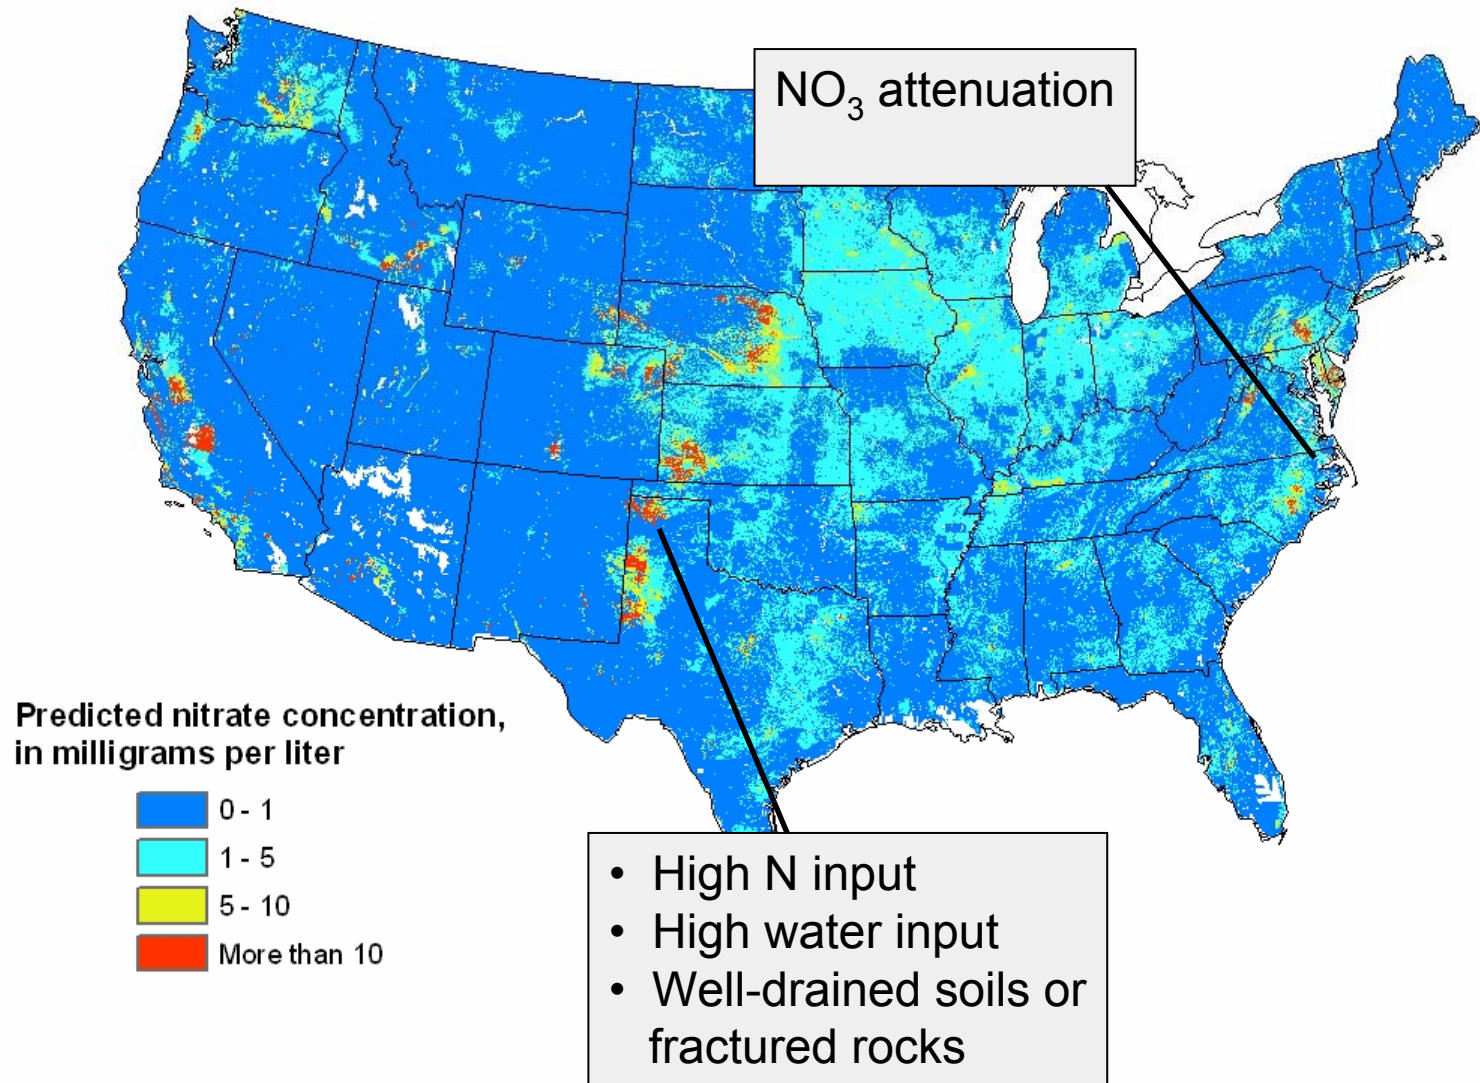 NO₃ attenuation
Predicted nitrate concentration,
in milligrams per liter
0 - 1
1 - 5
5 - 10
More than 10
• High N input
• High water input
• Well-drained soils or
fractured rocks